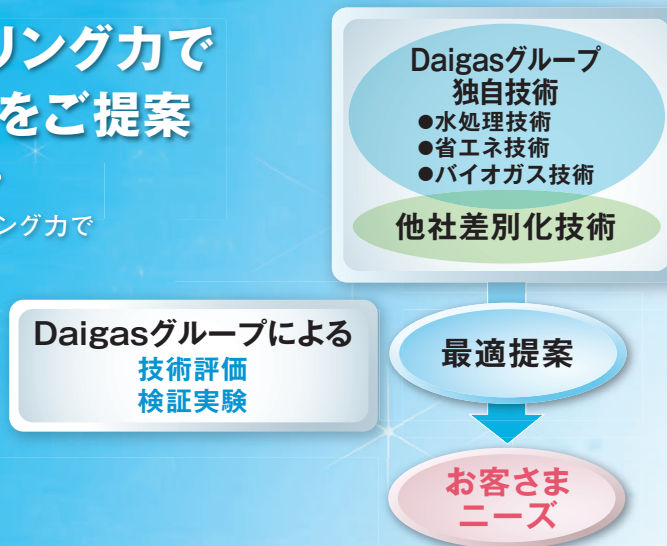 リング力で
をご提案
ング力で
Daigasグループ
独自技術
●水処理技術
●省エネ技術
●バイオガス技術
他社差別化技術
Daigasグループによる
技術評価
検証実験
最適提案
お客さま
ニーズ